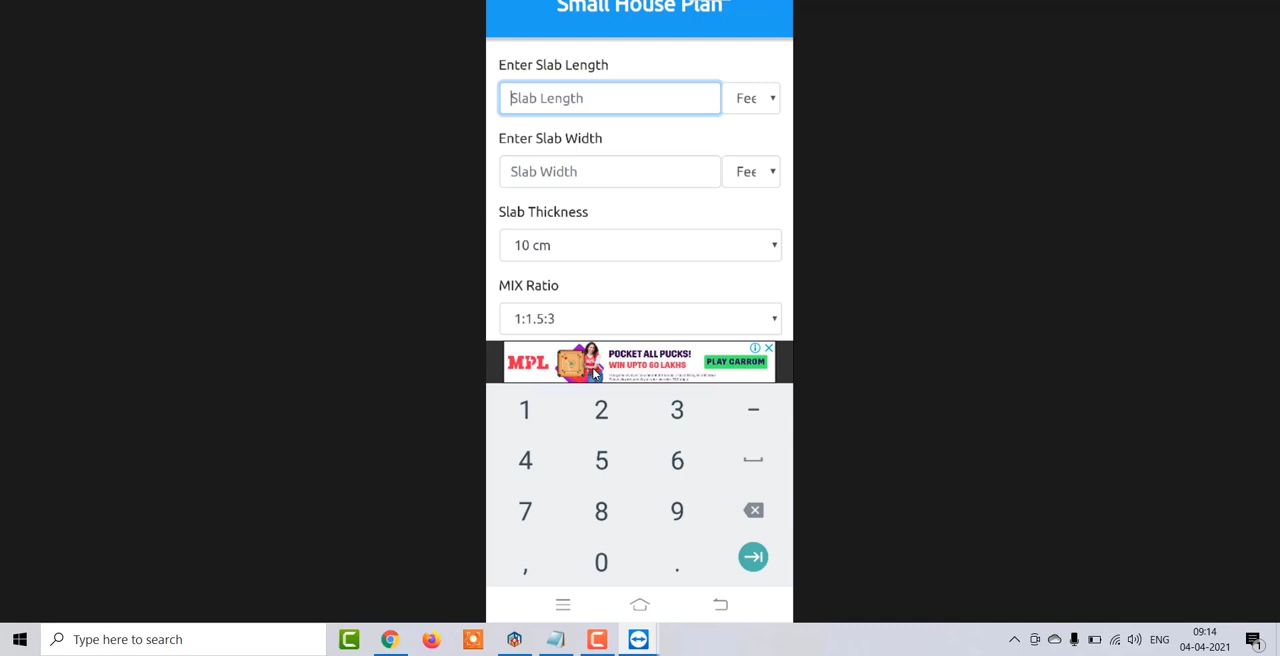 Small House Plan
Enter Slab Length
Slab Length
Fee
Enter Slab Width
Slab Width
Fee
Slab Thickness
10 cm
MIX Ratio
1:1.5:3
MPL
POCKET ALL PUCKS!
WIN UPTO 60 LAKHS
PLAY CARROM
1 2 3 -
4 5 6
7 8 9
, 0 .
Type here to search
ENG
09:14
04-04-2021
1